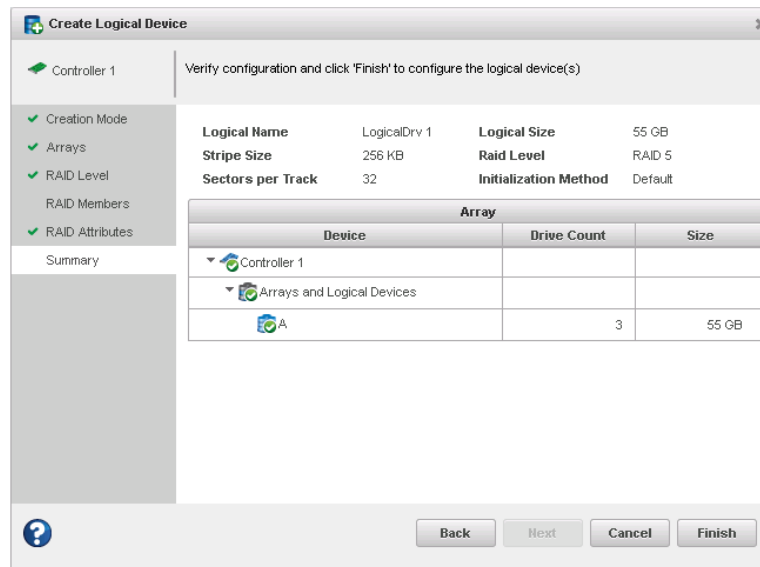 Create Logical Device
Controller 1
Verify configuration and click 'Finish' to configure the logical device(s)
Creation Mode
Arrays
RAID Level
RAID Members
RAID Attributes
Summary
Logical Name LogicalDrv 1 Logical Size 55 GB
Stripe Size 256 KB Raid Level RAID 5
Sectors per Track 32 Initialization Method Default
Array
Device Drive Count Size
Controller 1
Arrays and Logical Devices
A 3 55 GB
? Back Next Cancel Finish